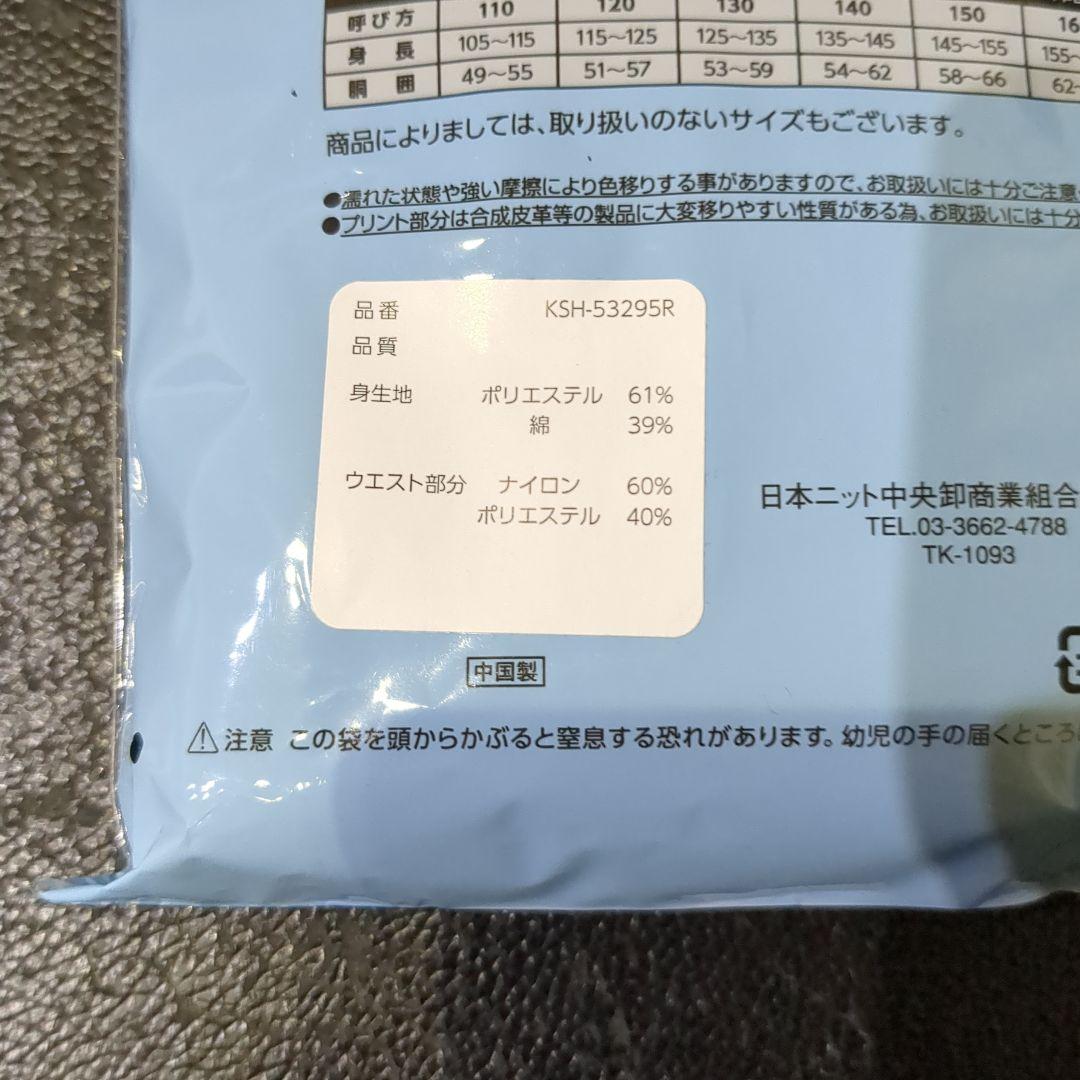 呼び方 110 120 130 140 150 16
身長 105～115 115～125 125～135 135～145 145～155 155～
胴囲 49～55 51～57 53～59 54～62 58～66 62～
商品によりましては、取り扱いのないサイズもございます。
●濡れた状態や強い摩擦により色移りする事がありますので、お取扱いには十分ご注意
●プリント部分は合成皮革等の製品に大変移りやすい性質がある為、お取扱いには十分
品番 KSH-53295R
品質
身生地 ポリエステル 61%
綿 39%
ウエスト部分 ナイロン 60%
ポリエステル 40%
日本ニット中央卸商業組合
TEL.03-3662-4788
TK-1093
中国製
注意 この袋を頭からかぶると窒息する恐れがあります。幼児の手の届くところ